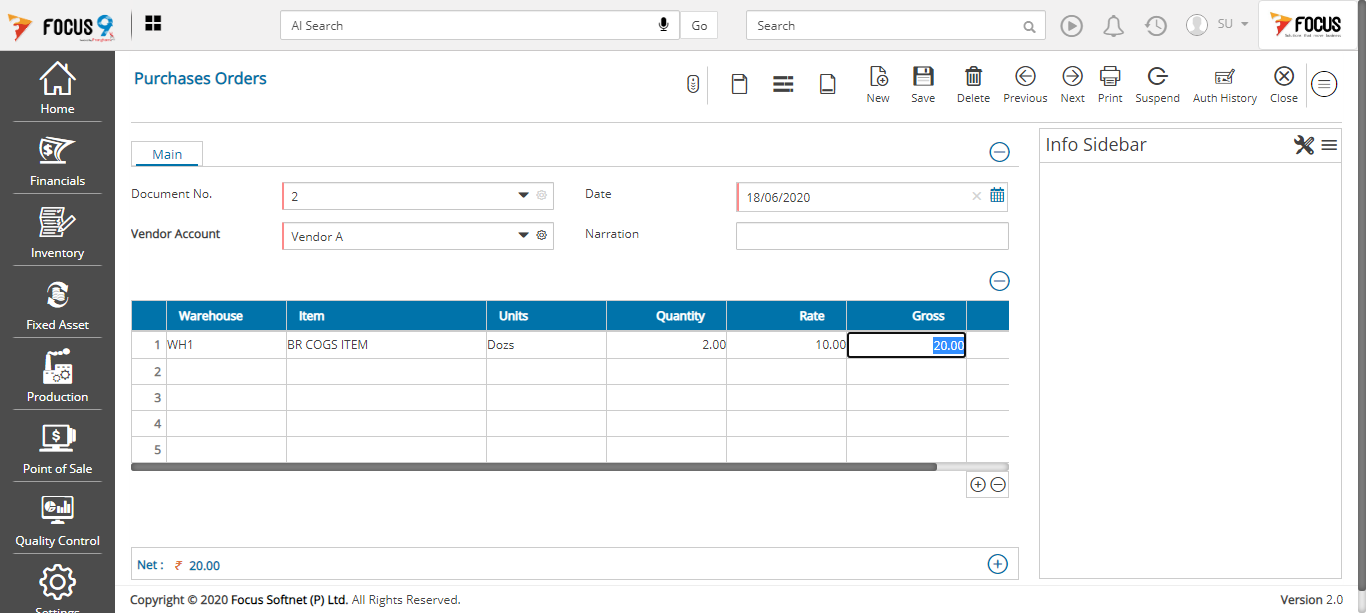 FOCUS 9
AI Search
Go
Search
SU
FOCUS
Home
Financials
Inventory
Fixed Asset
Production
Point of Sale
Quality Control
Settings
Purchases Orders
New
Save
Delete
Previous
Next
Print
Suspend
Auth History
Close
Main
Document No.
2
Date
18/06/2020
Vendor Account
Vendor A
Narration
Warehouse Item Units Quantity Rate Gross
1 WH1 BR COGS ITEM Dozs 2.00 10.00 20.00
2
3
4
5
Net : ₹ 20.00
Info Sidebar
Copyright © 2020 Focus Softnet (P) Ltd. All Rights Reserved.
Version 2.0